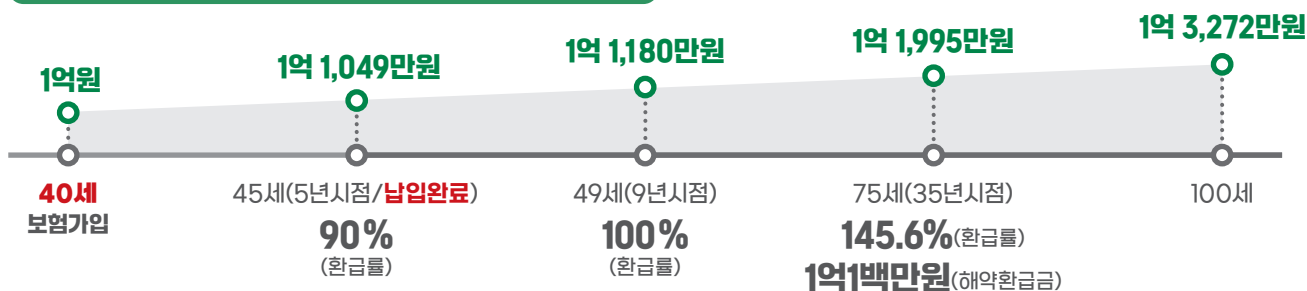 1억원
1억 1,049만원
1억 1,180만원
1억 1,995만원
1억 3,272만원
40세
보험가입
45세(5년시점/납입완료)
90%
(환급률)
49세(9년시점)
100%
(환급률)
75세(35년시점)
145.6%(환급률)
1억1백만원(해약환급금)
100세